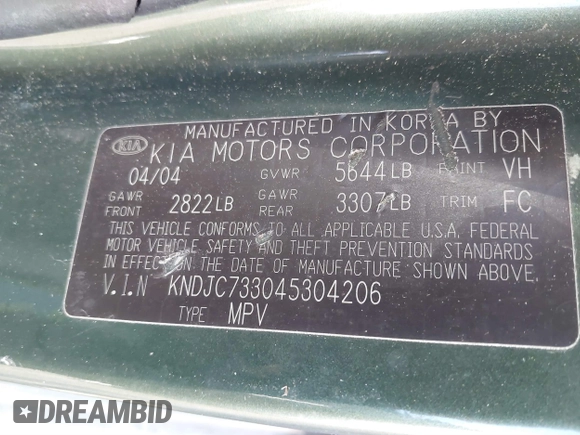 MANUFACTURED IN KOREA BY
KIA KIA MOTORS CORPORATION
04/04 GVWR 5644LB PAINT VH
GAWR FRONT 2822LB GAWR REAR 3307LB TRIM FC
THIS VEHICLE CONFORMS TO ALL APPLICABLE U.S.A. FEDERAL
MOTOR VEHICLE SAFETY AND THEFT PREVENTION STANDARDS
IN EFFECT ON THE DATE OF MANUFACTURE SHOWN ABOVE.
V.I.N KNDJC733045304206
TYPE MPV
DREAMBID